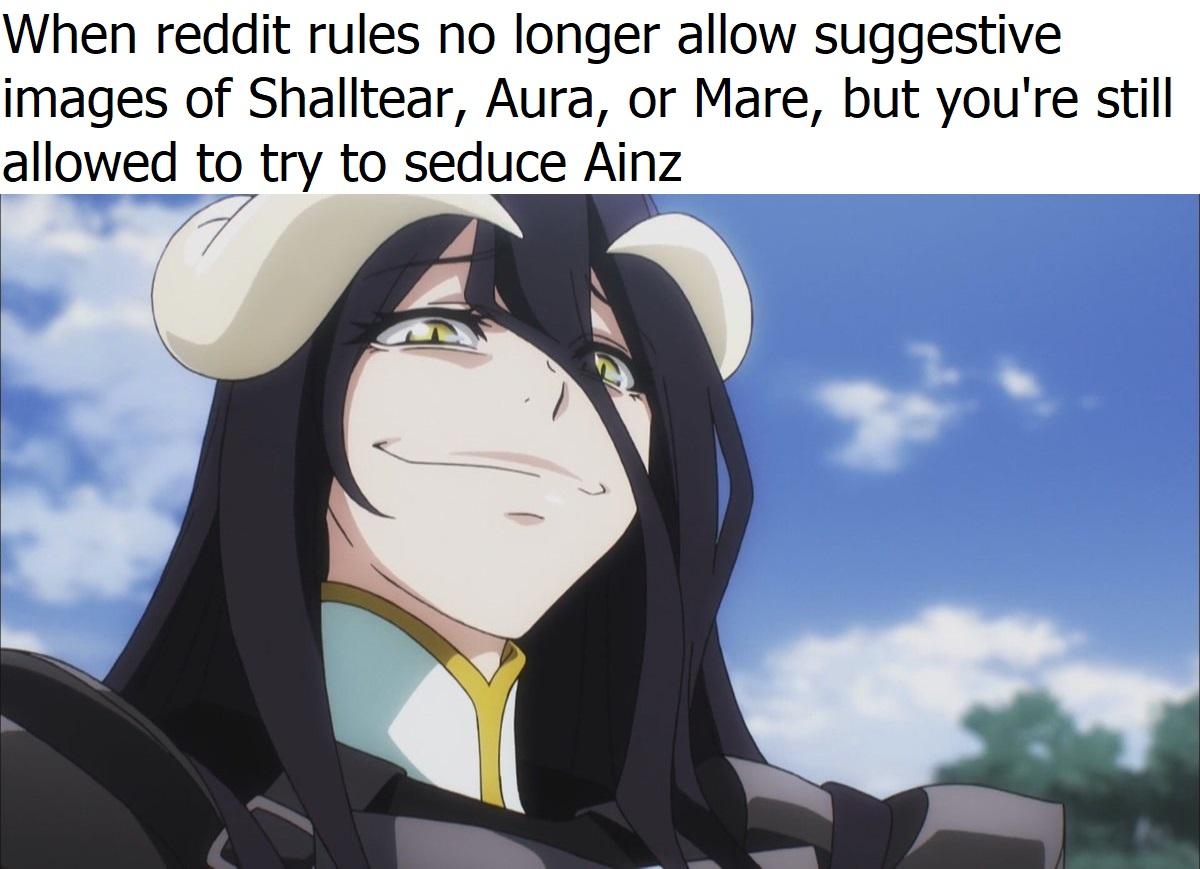 When reddit rules no longer allow suggestive
images of Shalltear, Aura, or Mare, but you're still
allowed to try to seduce Ainz